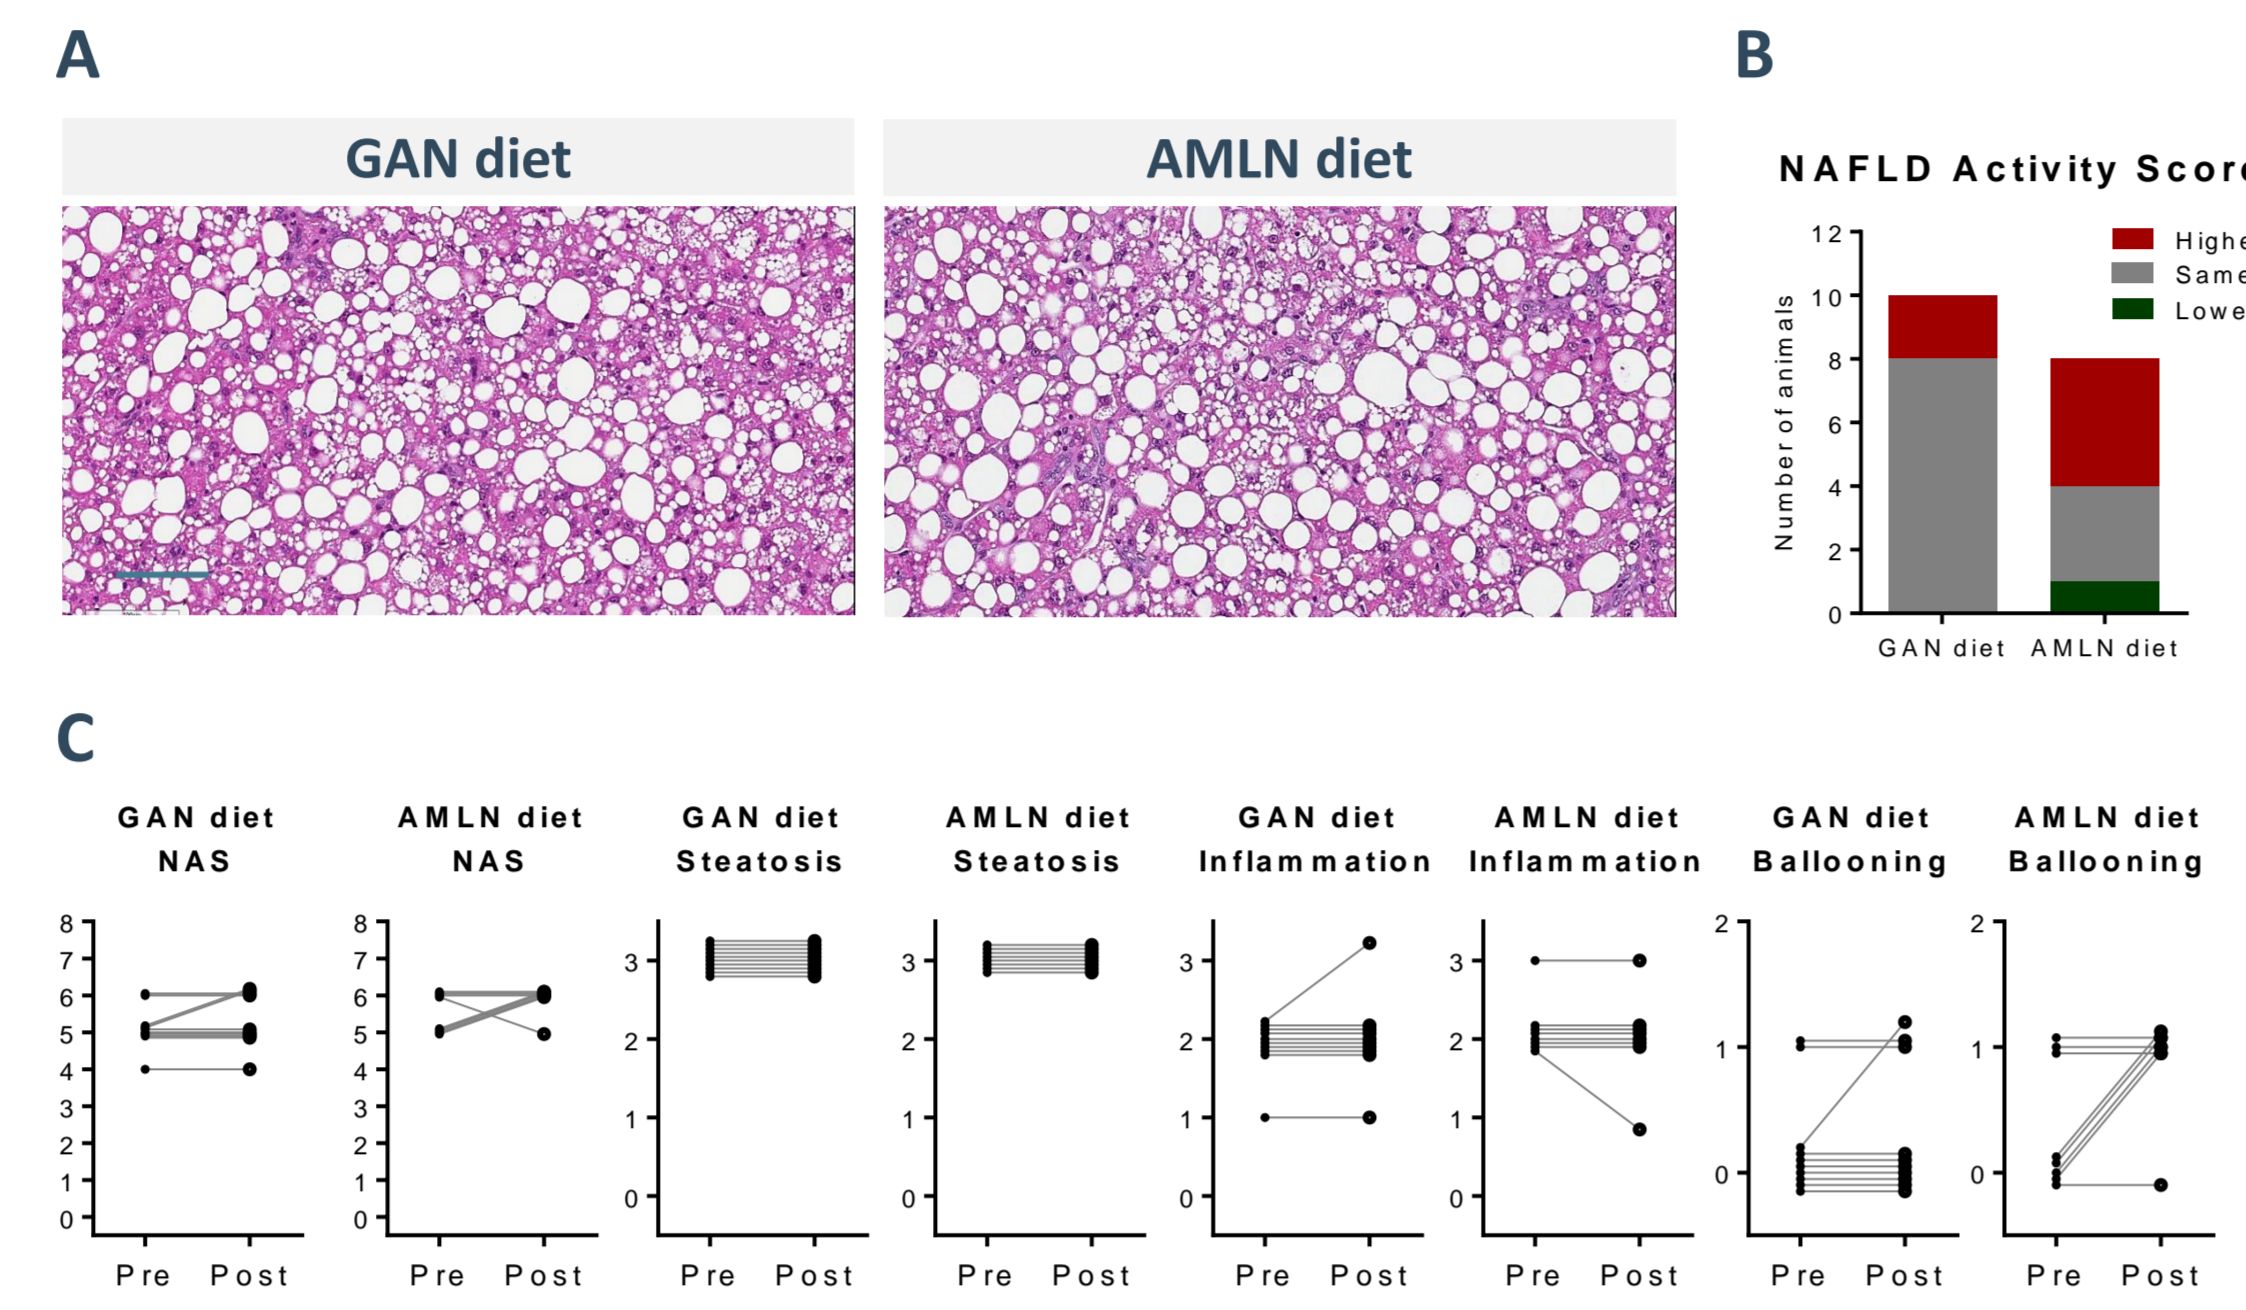 A
B
GAN diet
AMLN diet
NAFLD Activity Score
12
10
8
6
4
2
0
Number of animals
Highe
Same
Lowe
GAN diet
AMLN diet
C
GAN diet
NAS
8
7
6
5
4
3
2
1
0
Pre
Post
AMLN diet
NAS
8
7
6
5
4
3
2
1
0
Pre
Post
GAN diet
Steatosis
3
2
1
0
Pre
Post
AMLN diet
Steatosis
3
2
1
0
Pre
Post
GAN diet
Inflammation
3
2
1
0
Pre
Post
AMLN diet
Inflammation
3
2
1
0
Pre
Post
GAN diet
Ballooning
2
1
0
Pre
Post
AMLN diet
Ballooning
2
1
0
Pre
Post